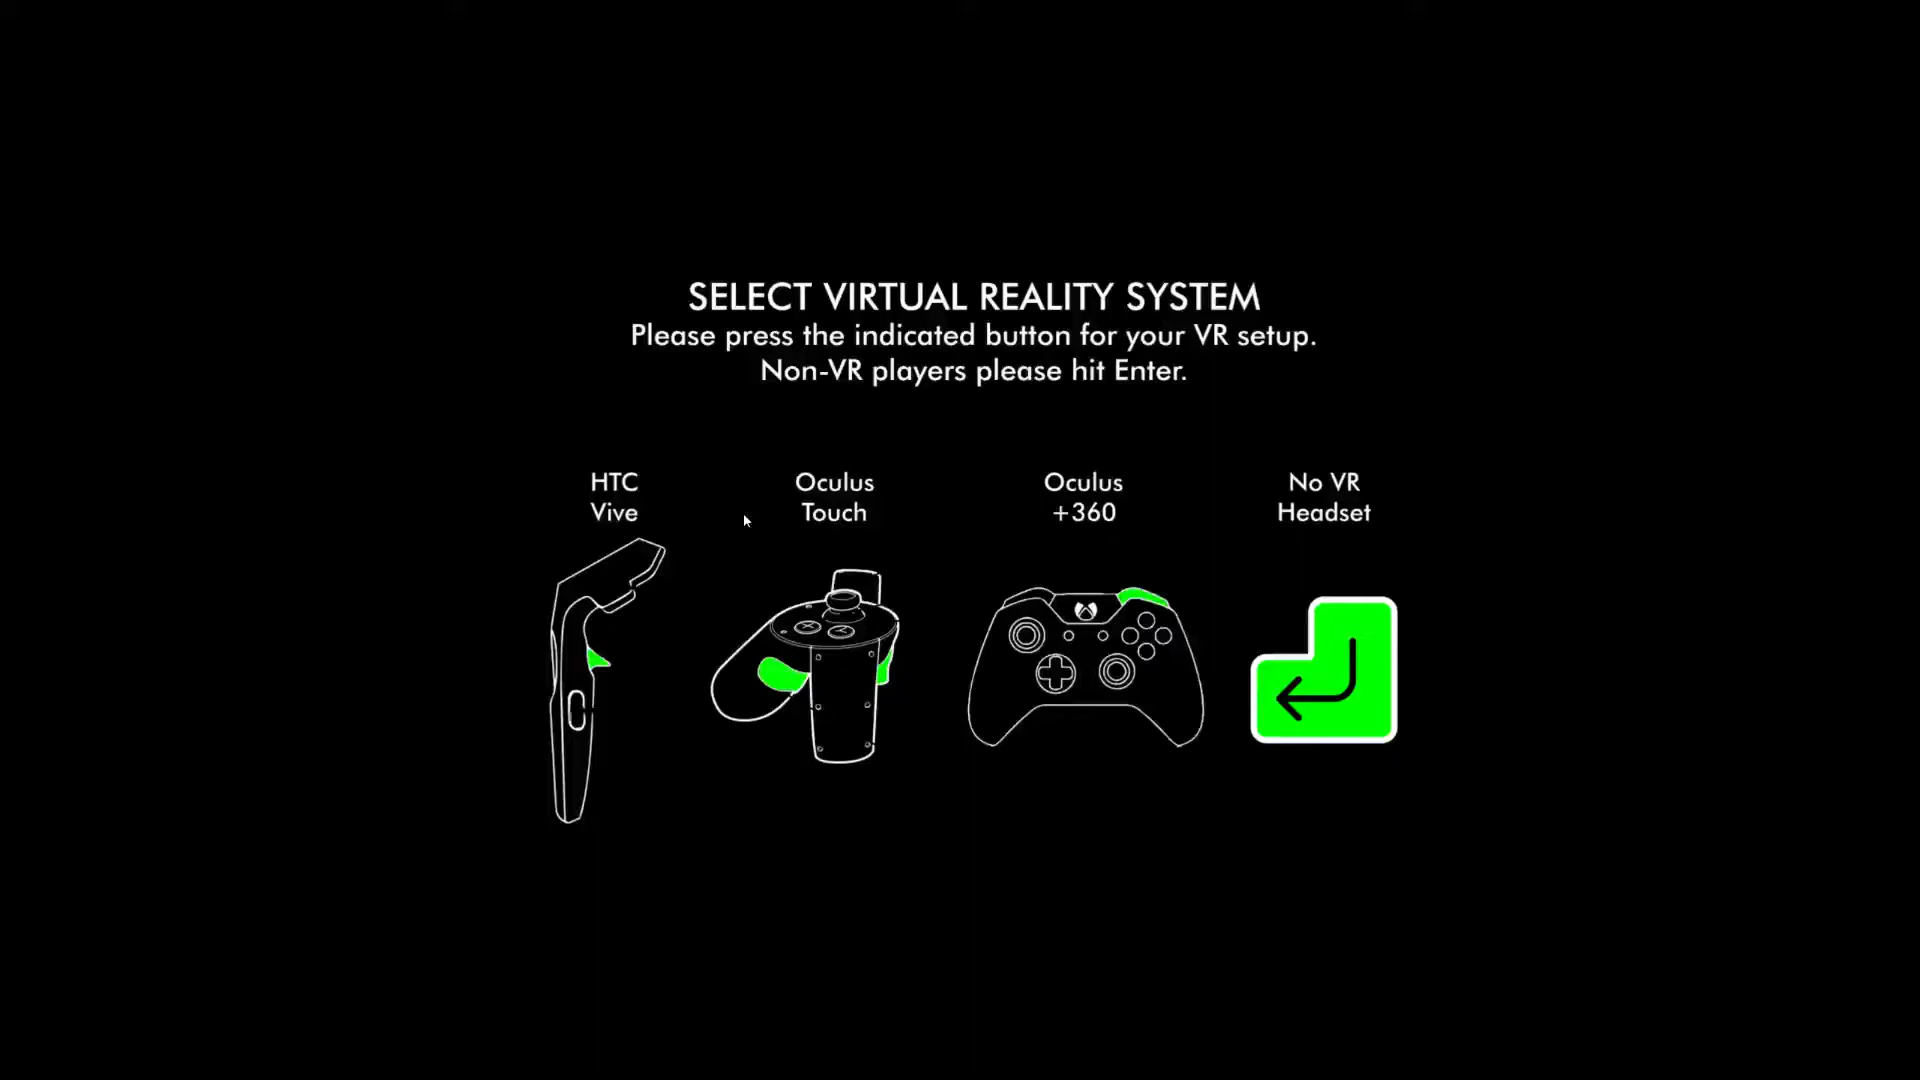 SELECT VIRTUAL REALITY SYSTEM
Please press the indicated button for your VR setup.
Non-VR players please hit Enter.
HTC
Vive
Oculus
Touch
Oculus
+360
No VR
Headset